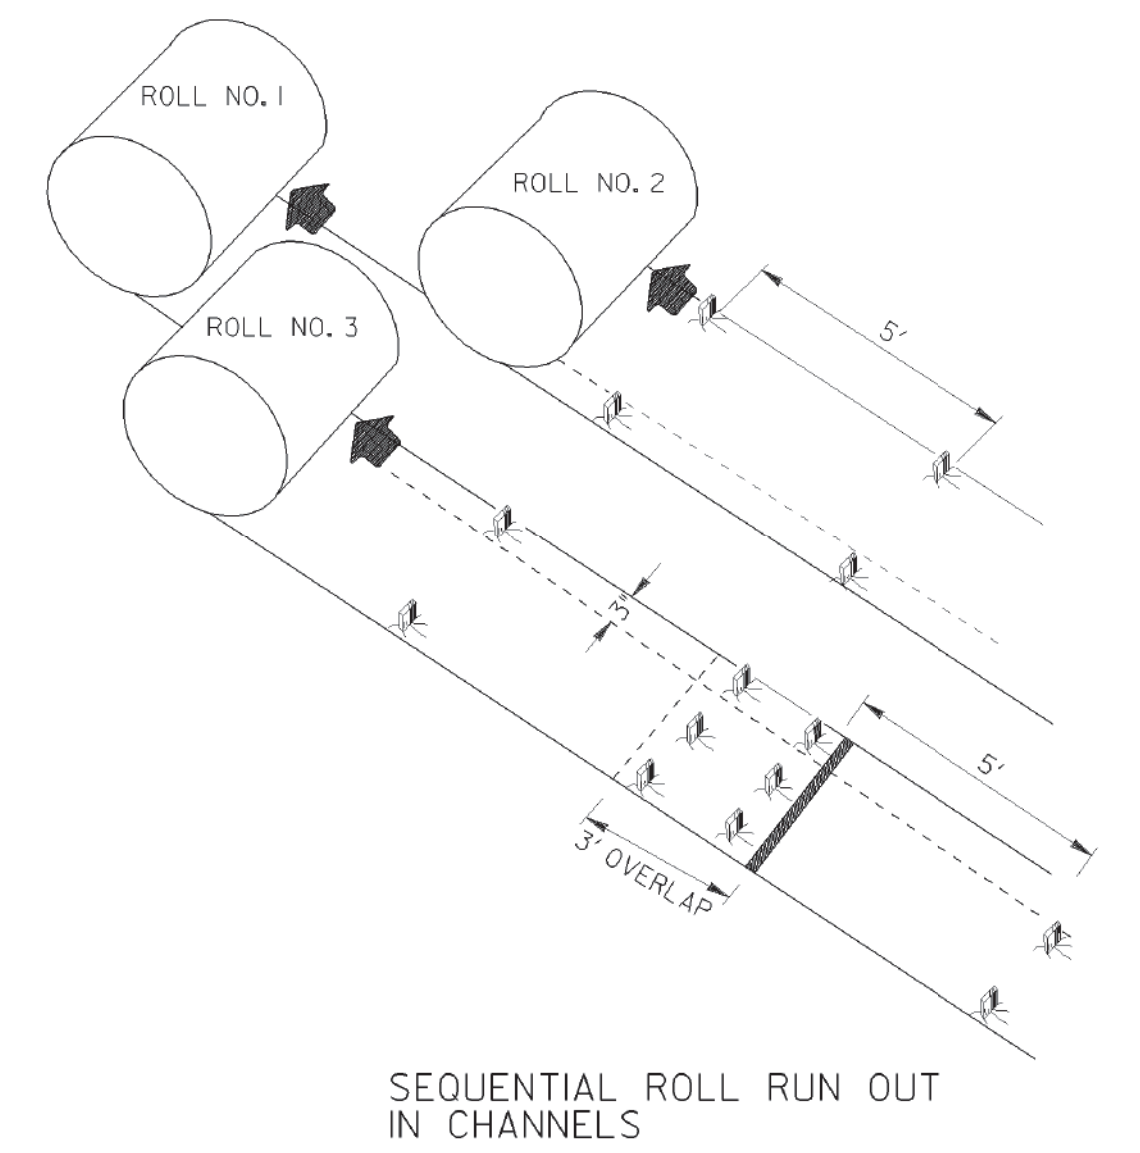 ROLL NO. 1
ROLL NO. 2
5'
ROLL NO. 3
3"
5'
3' OVERLAP
SEQUENTIAL ROLL RUN OUT
IN CHANNELS